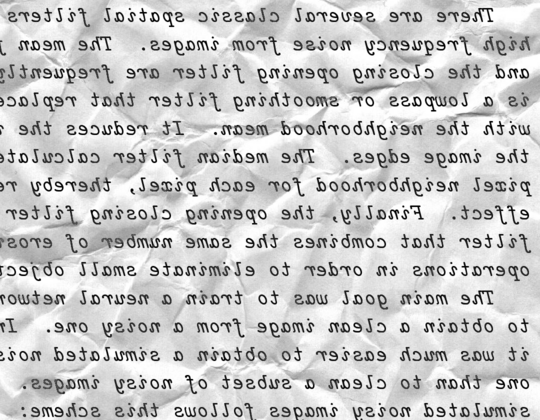 There are several classic spatial filters
high frequency noise from images. The mean
and the closing opening filter are frequently
is a lowpass or smoothing filter that replace
with the neighborhood mean. It reduces the
the image edges. The median filter calculate
pixel neighborhood for each pixel, thereby re
effect. Finally, the opening closing filter
filter that combines the same number of erosi
operations in order to eliminate small objec
The main goal was to train a neural networ
to obtain a clean image from a noisy one. In
it was much easier to obtain a simulated nois
one than to clean a subset of noisy images.
simulated noisy images follows this scheme: